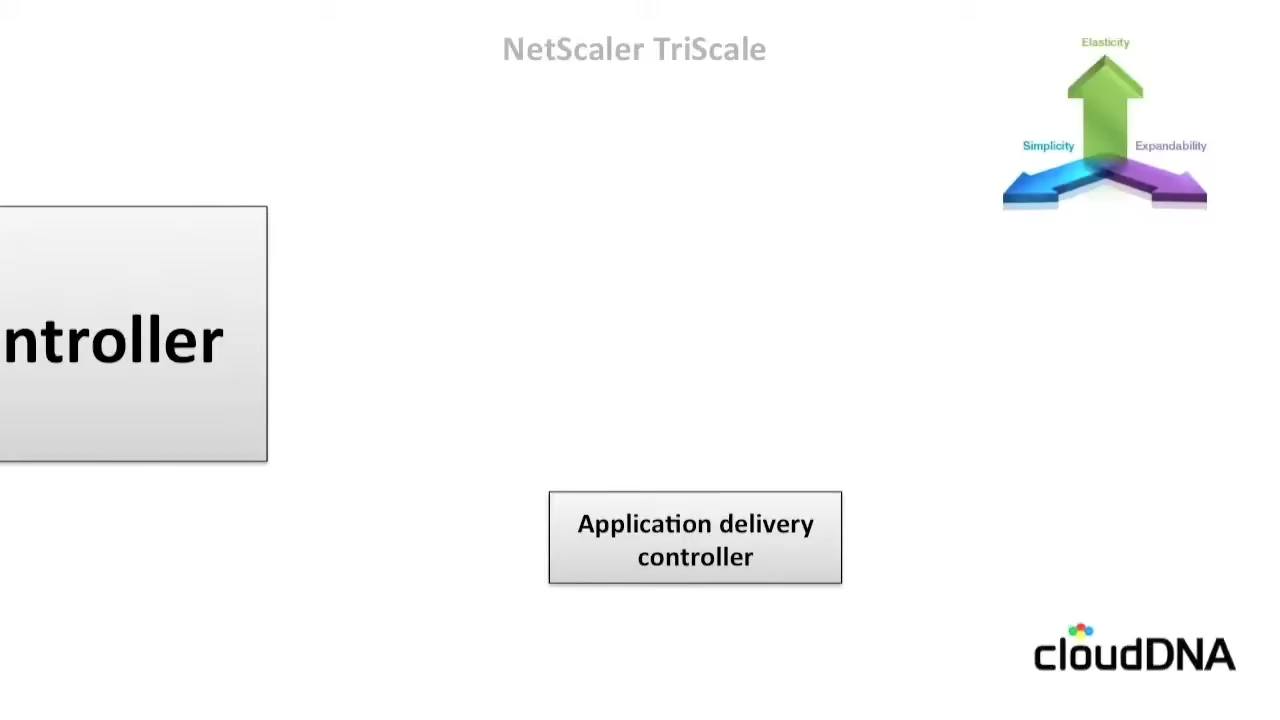 NetScaler TriScale
Elasticity
Simplicity
Expandability
ntroller
Application delivery
controller
cloudDNA